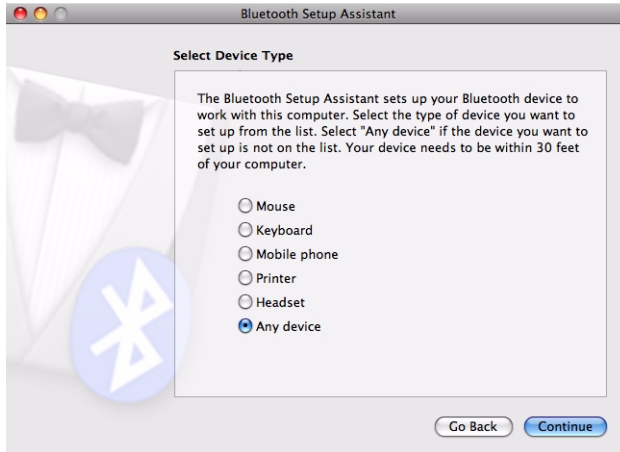 Bluetooth Setup Assistant
Select Device Type
The Bluetooth Setup Assistant sets up your Bluetooth device to
work with this computer. Select the type of device you want to
set up from the list. Select "Any device" if the device you want to
set up is not on the list. Your device needs to be within 30 feet
of your computer.
Mouse
Keyboard
Mobile phone
Printer
Headset
Any device
Go Back Continue